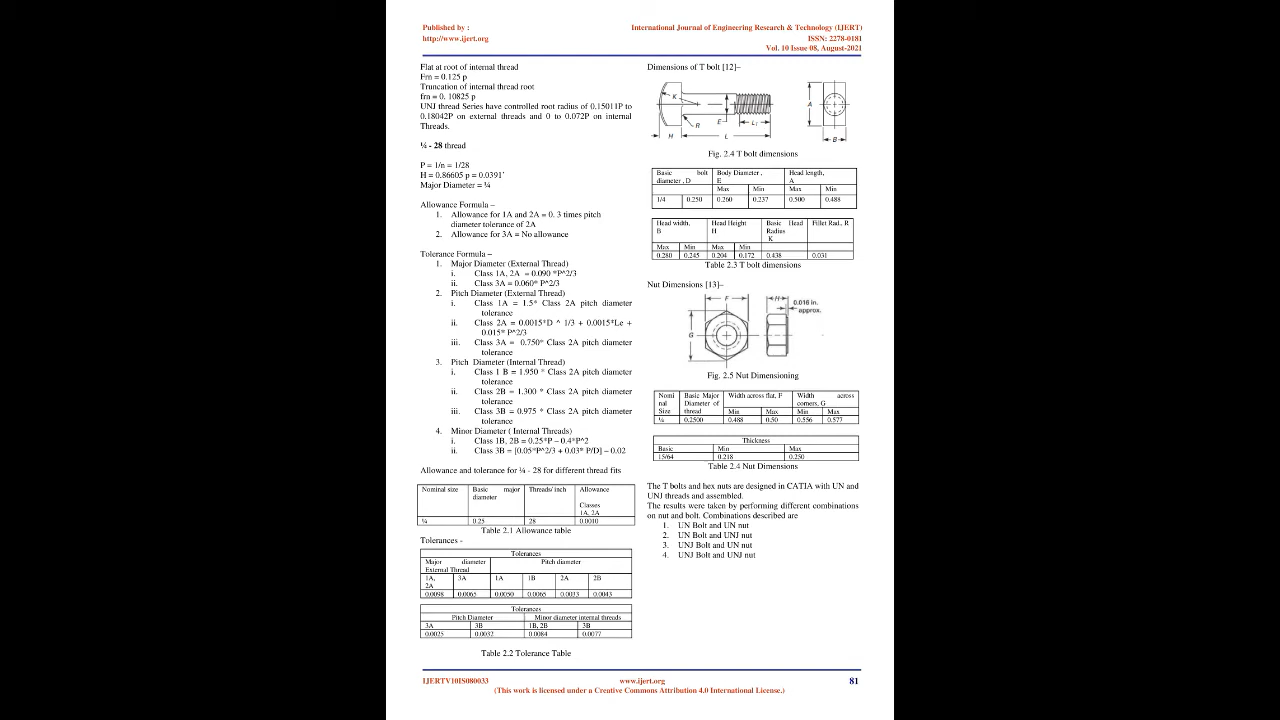 Published by :
http://www.ijert.org
International Journal of Engineering Research & Technology (IJERT)
ISSN: 2278-0181
Vol. 10 Issue 08, August-2021
Flat at root of internal thread
Frn = 0.125 p
Truncation of internal thread root
frn = 0. 10825 p
UNJ thread Series have controlled root radius of 0.15011P to
0.18042P on external threads and 0 to 0.072P on internal
Threads.
¼ - 28 thread
P = 1/n = 1/28
H = 0.86605 p = 0.0391'
Major Diameter = ¼
Allowance Formula –
1. Allowance for 1A and 2A = 0. 3 times pitch
diameter tolerance of 2A
2. Allowance for 3A = No allowance
Tolerance Formula –
1. Major Diameter (External Thread)
i. Class 1A, 2A = 0.090 *P^2/3
ii. Class 3A = 0.060* P^2/3
2. Pitch Diameter (External Thread)
i. Class 1A = 1.5* Class 2A pitch diameter
tolerance
ii. Class 2A = 0.0015*D ^ 1/3 + 0.0015*Le +
0.015* P^2/3
iii. Class 3A = 0.750* Class 2A pitch diameter
tolerance
3. Pitch Diameter (Internal Thread)
i. Class 1 B = 1.950 * Class 2A pitch diameter
tolerance
ii. Class 2B = 1.300 * Class 2A pitch diameter
tolerance
iii. Class 3B = 0.975 * Class 2A pitch diameter
tolerance
4. Minor Diameter ( Internal Threads)
i. Class 1B, 2B = 0.25*P – 0.4*P^2
ii. Class 3B = [0.05*P^2/3 + 0.03* P/D] – 0.02
Allowance and tolerance for ¼ - 28 for different thread fits
Nominal size Basic major diameter Threads/ inch Allowance
Classes
1A, 2A
¼ 0.25 28 0.0010
Table 2.1 Allowance table
Tolerances -
Tolerances
Major diameter External Thread Pitch diameter
1A, 2A 3A 1A 1B 2A 2B
0.0098 0.0065 0.0050 0.0065 0.0033 0.0043
Tolerances
Pitch Diameter Minor diameter internal threads
3A 3B 1B, 2B 3B
0.0025 0.0032 0.0084 0.0077
Table 2.2 Tolerance Table
Dimensions of T bolt [12]–
K
R
E
L₁
H
L
A
B
Fig. 2.4 T bolt dimensions
Basic bolt diameter , D Body Diameter , E Head length, A
Max Min Max Min
1/4 0.250 0.260 0.237 0.500 0.488
Head width, B Head Height H Basic Head Radius K Fillet Rad., R
Max Min Max Min
0.280 0.245 0.204 0.172 0.438 0.031
Table 2.3 T bolt dimensions
Nut Dimensions [13]–
F
H
0.016 in.
approx.
G
Fig. 2.5 Nut Dimensioning
Nominal Size Basic Major Diameter of thread Width across flat, F Width across corners, G
Min Max Min Max
¼ 0.2500 0.488 0.50 0.556 0.577
Thickness
Basic Min Max
15/64 0.218 0.250
Table 2.4 Nut Dimensions
The T bolts and hex nuts are designed in CATIA with UN and
UNJ threads and assembled.
The results were taken by performing different combinations
on nut and bolt. Combinations described are
1. UN Bolt and UN nut
2. UN Bolt and UNJ nut
3. UNJ Bolt and UN nut
4. UNJ Bolt and UNJ nut
IJERTV10IS080033
www.ijert.org
81
(This work is licensed under a Creative Commons Attribution 4.0 International License.)